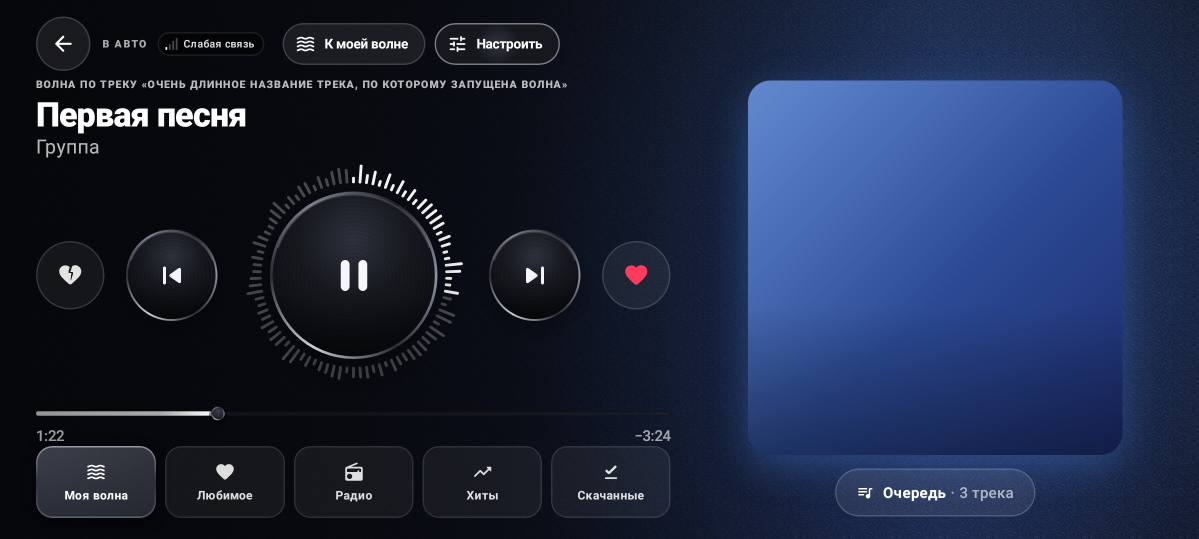 В АВТО
Слабая связь
К моей волне
Настроить
ВОЛНА ПО ТРЕКУ «ОЧЕНЬ ДЛИННОЕ НАЗВАНИЕ ТРЕКА, ПО КОТОРОМУ ЗАПУЩЕНА ВОЛНА»
Первая песня
Группа
1:22
−3:24
Моя волна
Любимое
Радио
Хиты
Скачанные
Очередь · 3 трека